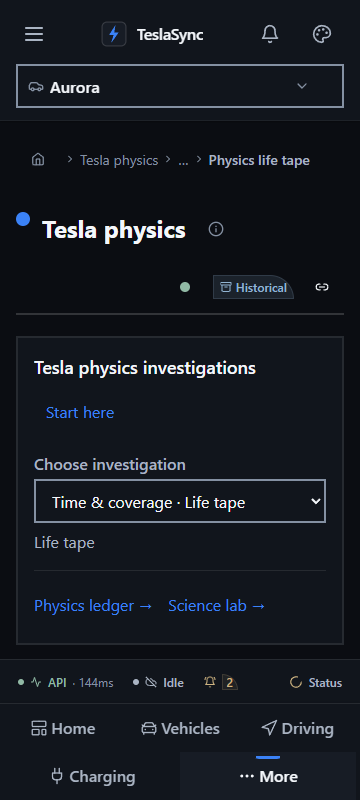 TeslaSync
Aurora
Tesla physics > ... > Physics life tape
Tesla physics
Historical
Tesla physics investigations
Start here
Choose investigation
Time & coverage · Life tape
Life tape
Physics ledger → Science lab →
API · 144ms Idle 2 Status
Home Vehicles Driving
Charging More